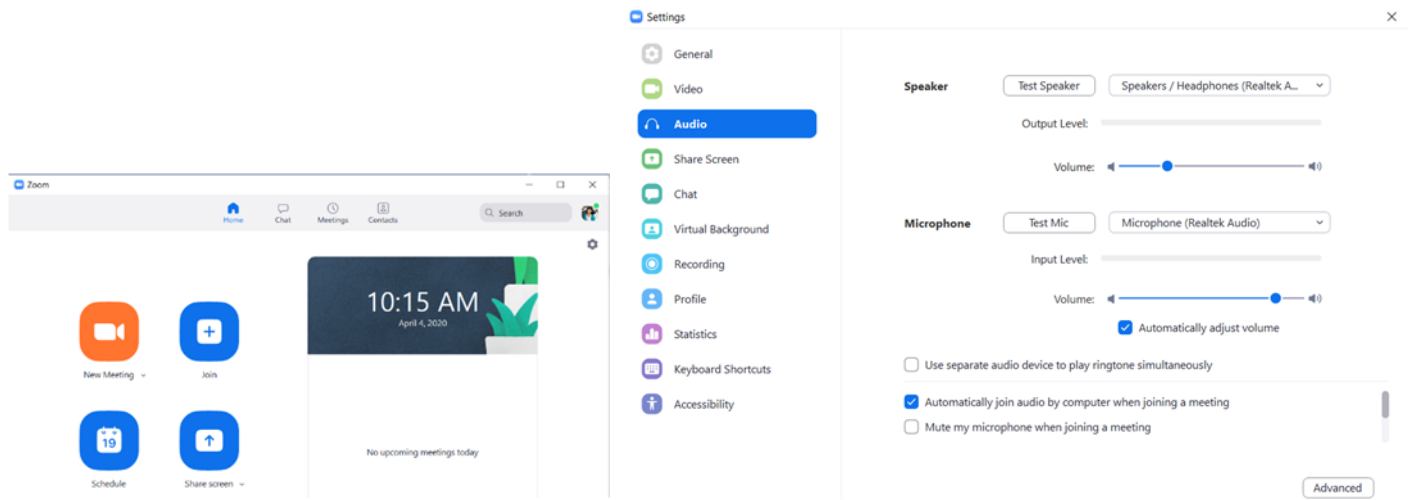 Zoom
Home
Chat
Meetings
Contacts
Search
10:15 AM
April 4, 2020
New Meeting
Join
19
Schedule
Share screen
No upcoming meetings today
Settings
General
Video
Audio
Share Screen
Chat
Virtual Background
Recording
Profile
Statistics
Keyboard Shortcuts
Accessibility
Speaker
Test Speaker
Speakers / Headphones (Realtek A...
Output Level:
Volume:
Microphone
Test Mic
Microphone (Realtek Audio)
Input Level:
Volume:
Automatically adjust volume
Use separate audio device to play ringtone simultaneously
Automatically join audio by computer when joining a meeting
Mute my microphone when joining a meeting
Advanced